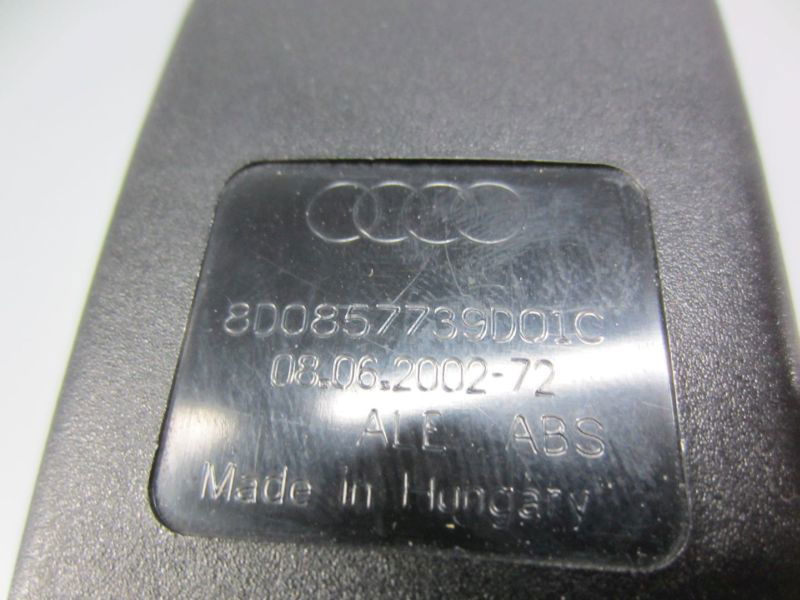 8D0857739D01C
08.06.2002-72
ALE ABS
Made in Hungary